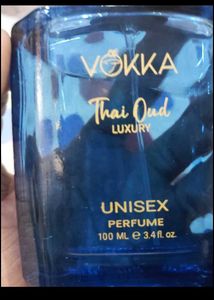 VOKKA
Thai Oud
LUXURY
UNISEX
PERFUME
100 ML e 3.4 fl. oz.